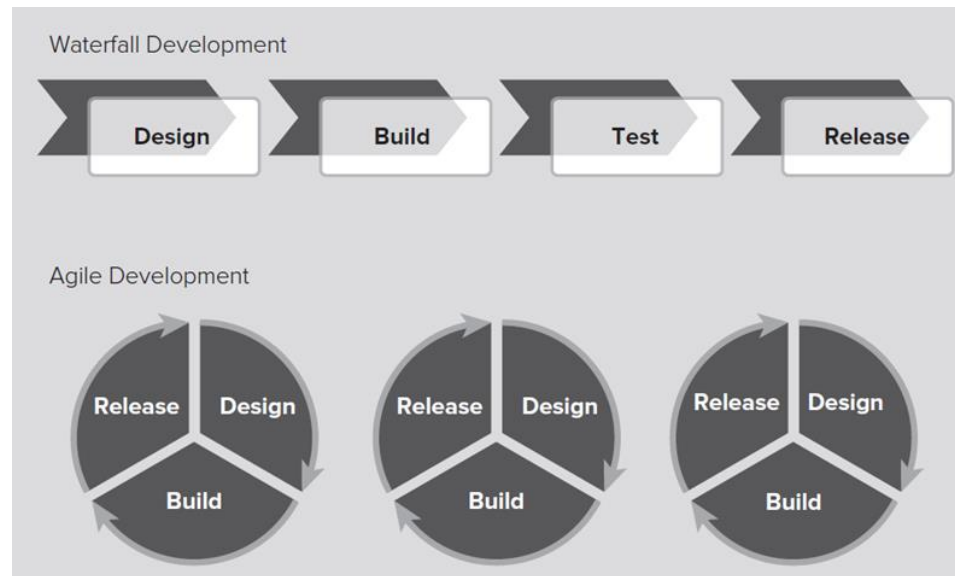 Waterfall Development
Design
Build
Test
Release
Agile Development
Release
Design
Build
Release
Design
Build
Release
Design
Build